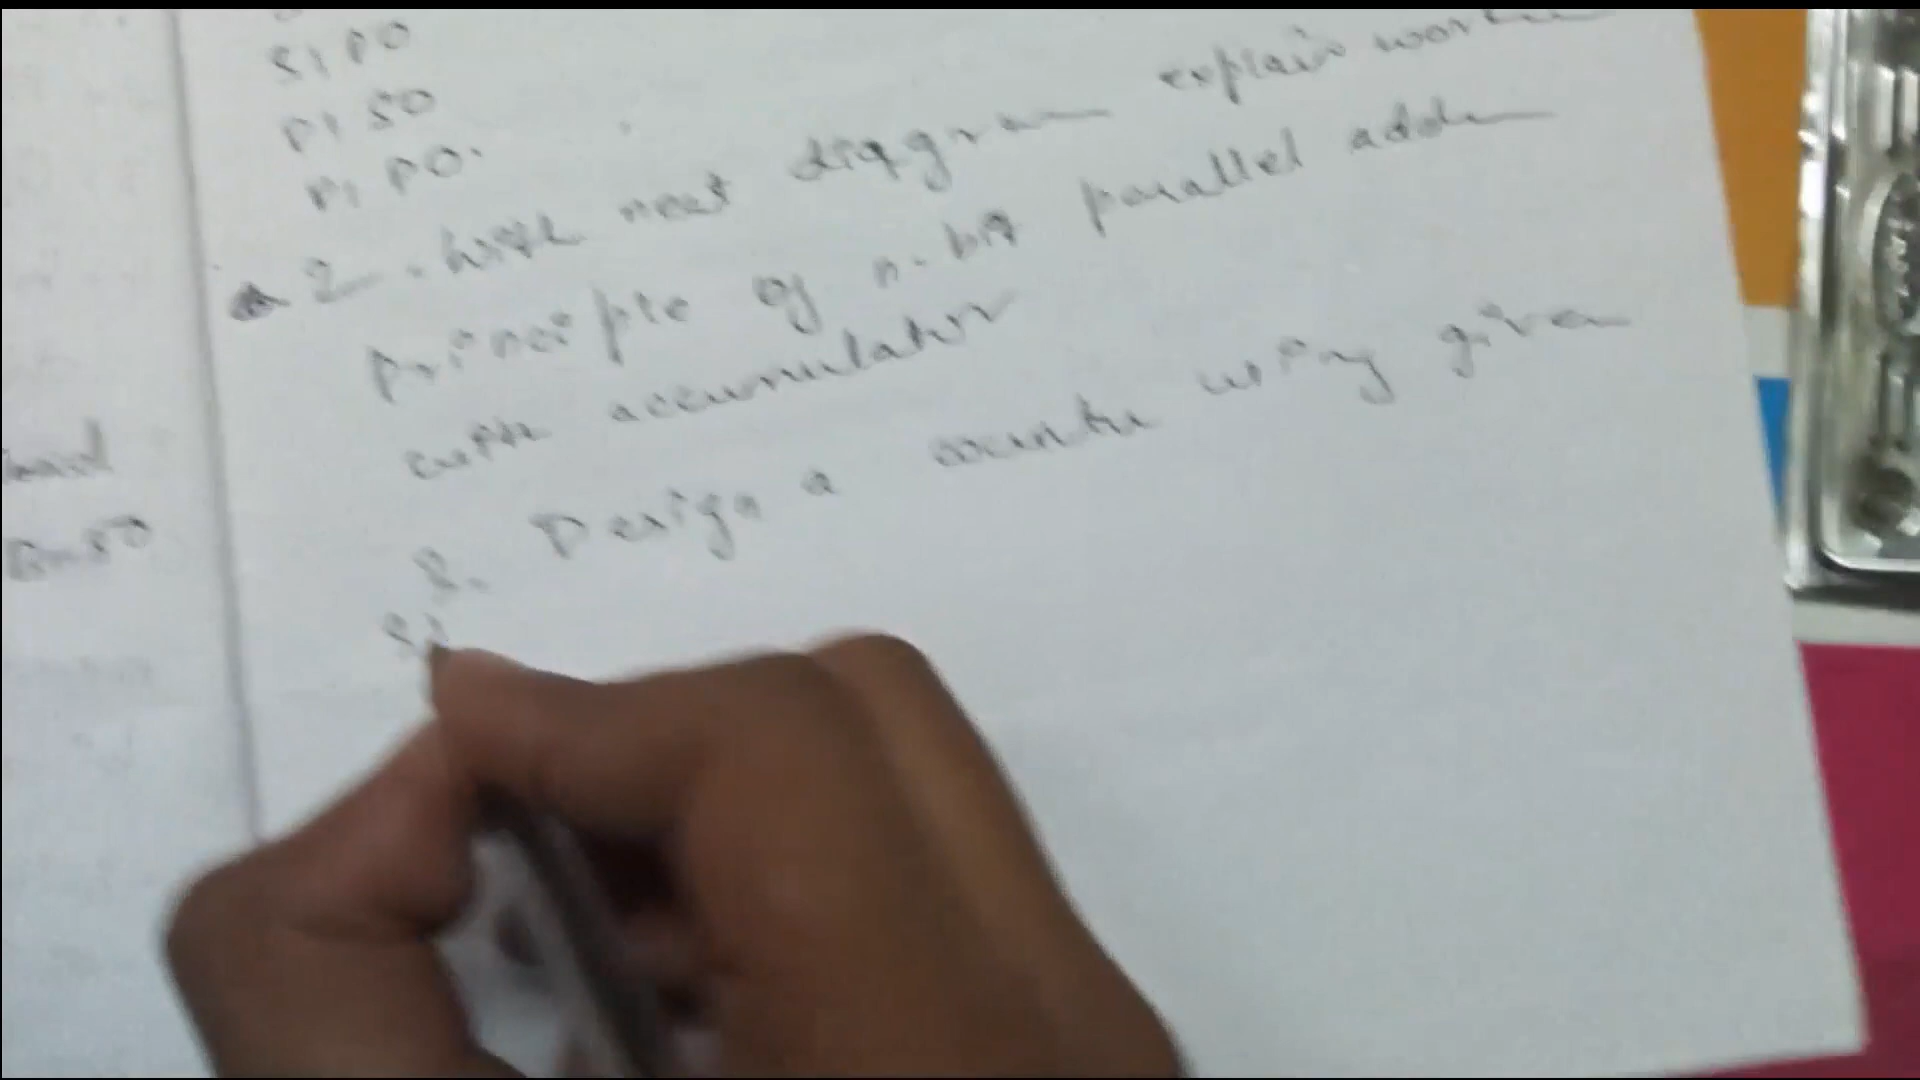 SIPO
PISO
PIPO.
2. with neat diagram explain
principle of n-bit parallel adder
with accumulator
8. Design a counter using given